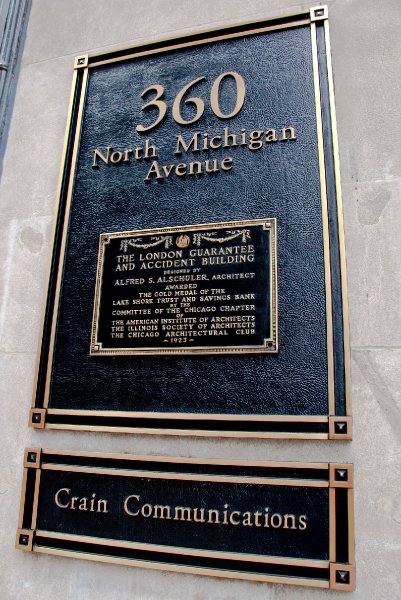 360
North Michigan
Avenue
THE LONDON GUARANTEE
AND ACCIDENT BUILDING
DESIGNED BY
ALFRED S. ALSCHULER, ARCHITECT
AWARDED
THE GOLD MEDAL OF THE
LAKE SHORE TRUST AND SAVINGS BANK
BY THE
COMMITTEE OF THE CHICAGO CHAPTER
OF
THE AMERICAN INSTITUTE OF ARCHITECTS
THE ILLINOIS SOCIETY OF ARCHITECTS
THE CHICAGO ARCHITECTURAL CLUB
1923
Crain Communications